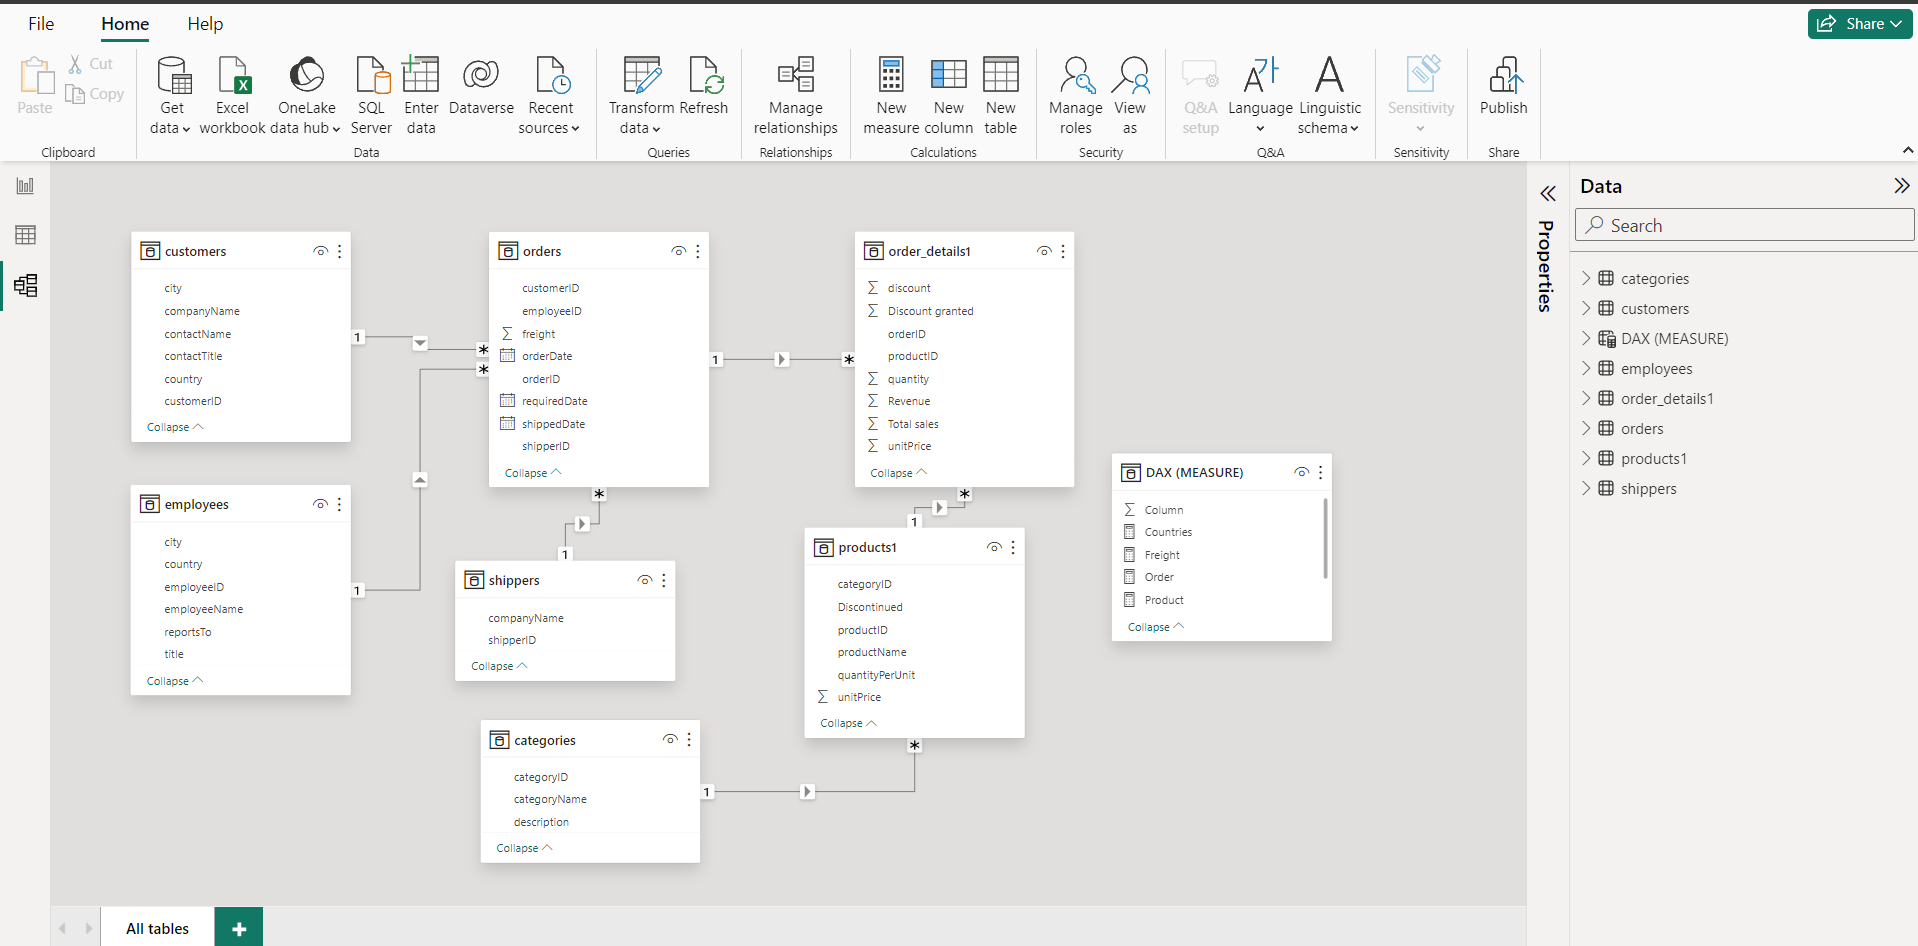 File Home Help Share
Paste Cut Copy Clipboard
Get data Excel workbook OneLake data hub SQL Server Enter data Dataverse Recent sources Data
Transform data Refresh Queries
Manage relationships Relationships
New measure New column New table Calculations
Manage roles View as Security
Q&A setup Language Linguistic schema Q&A
Sensitivity Sensitivity
Publish Share
customers
city
companyName
contactName
contactTitle
country
customerID
Collapse
1
*
employees
city
country
employeeID
employeeName
reportsTo
title
Collapse
1
*
orders
customerID
employeeID
freight
orderDate
orderID
requiredDate
shippedDate
shipperID
Collapse
1
*
*
1
shippers
companyName
shipperID
Collapse
categories
categoryID
categoryName
description
Collapse
1
*
order_details1
discount
Discount granted
orderID
productID
quantity
Revenue
Total sales
unitPrice
Collapse
*
1
products1
categoryID
Discontinued
productID
productName
quantityPerUnit
unitPrice
Collapse
DAX (MEASURE)
Column
Countries
Freight
Order
Product
Collapse
Properties
Data
Search
categories
customers
DAX (MEASURE)
employees
order_details1
orders
products1
shippers
All tables +